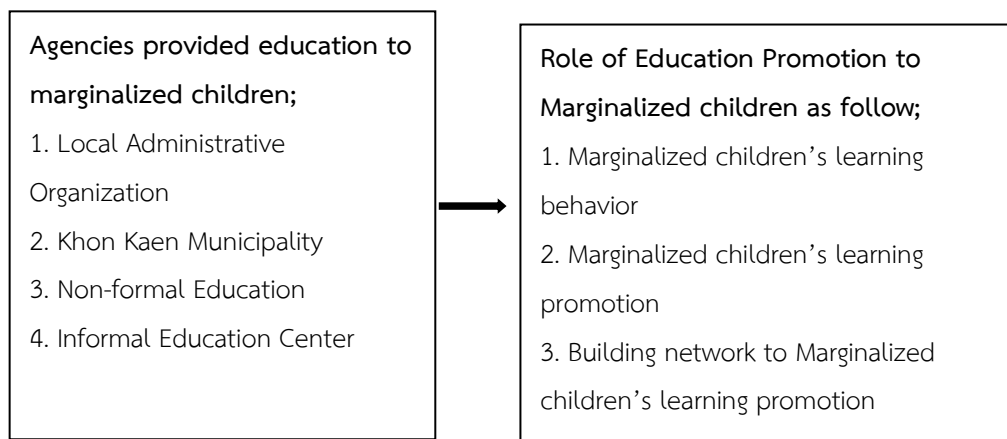 Agencies provided education to
marginalized children;
1. Local Administrative
Organization
2. Khon Kaen Municipality
3. Non-formal Education
4. Informal Education Center
Role of Education Promotion to
Marginalized children as follow;
1. Marginalized children’s learning
behavior
2. Marginalized children’s learning
promotion
3. Building network to Marginalized
children’s learning promotion